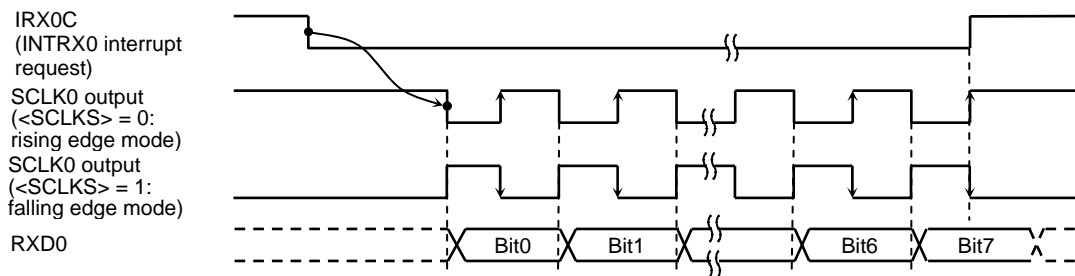 IRX0C
(INTRX0 interrupt
request)
SCLK0 output
(<SCLKS> = 0:
rising edge mode)
SCLK0 output
(<SCLKS> = 1:
falling edge mode)
RXD0
Bit0
Bit1
Bit6
Bit7